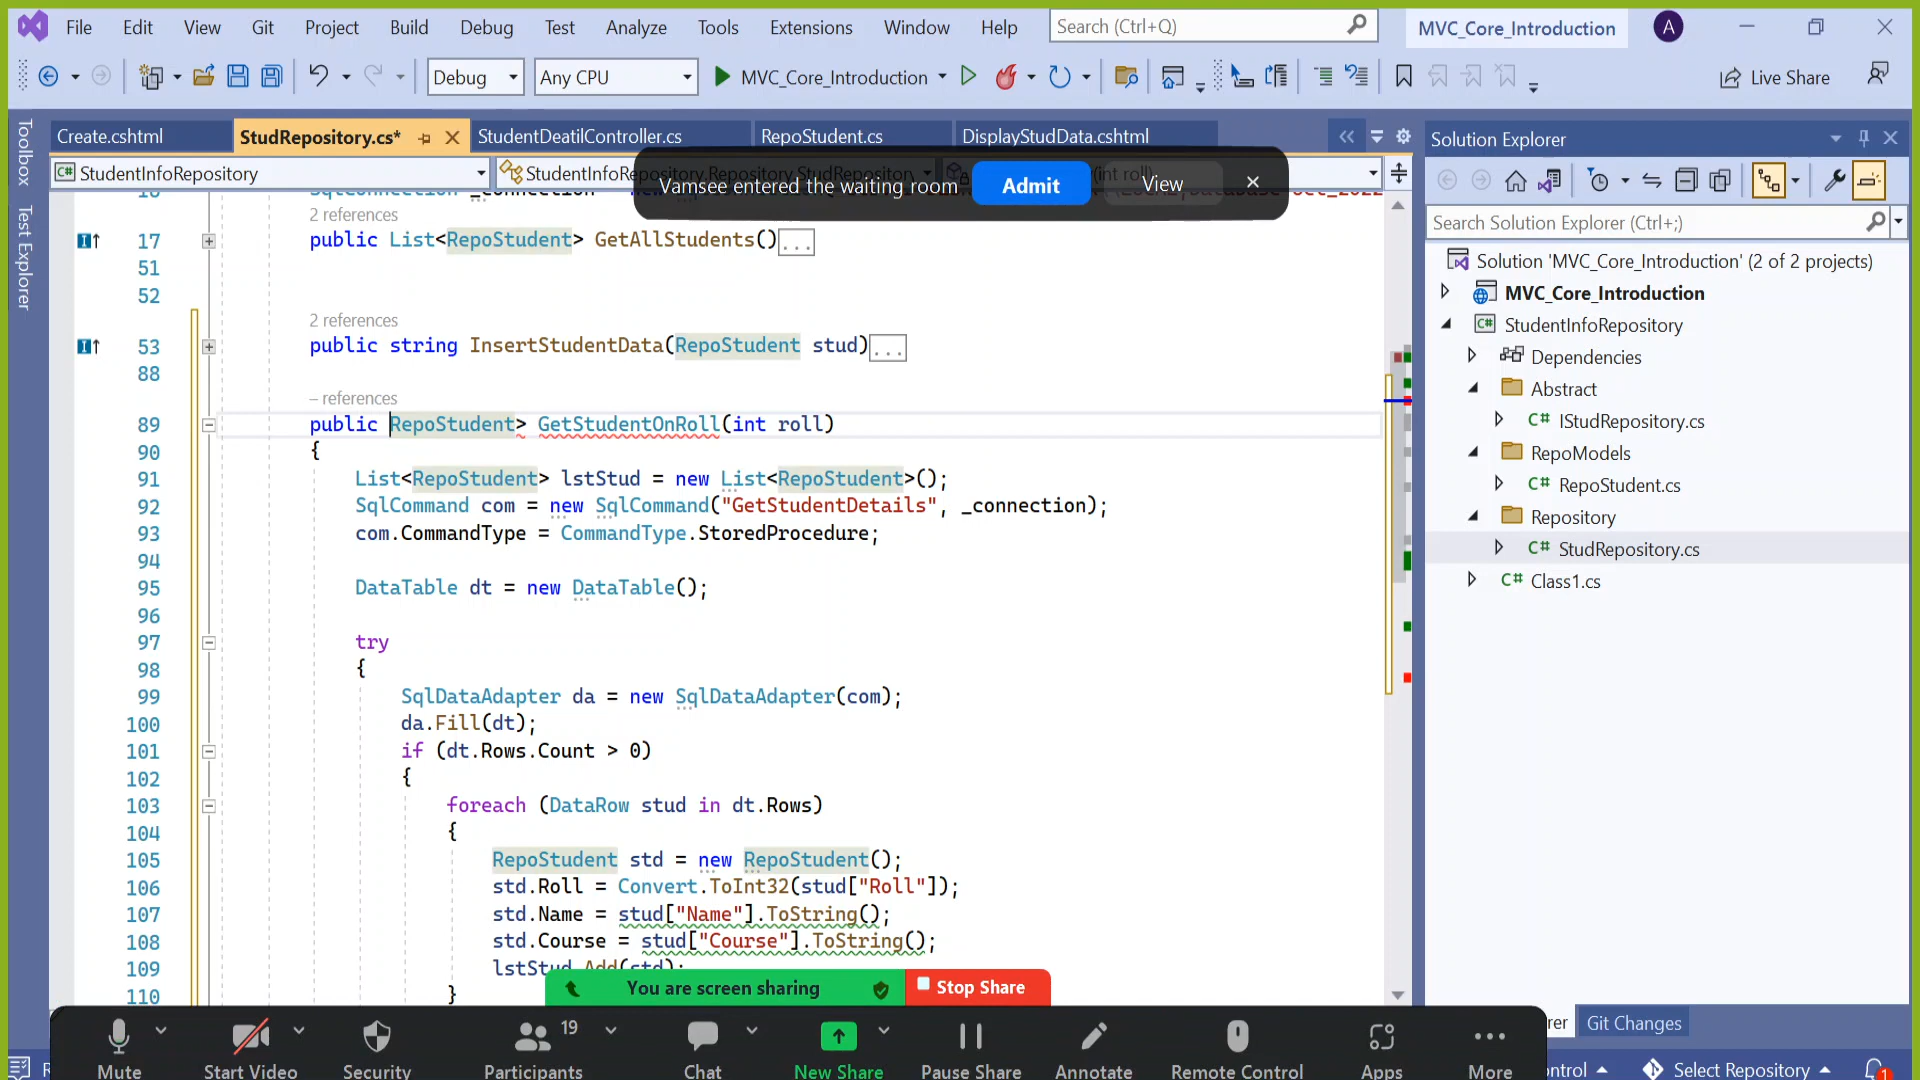 File Edit View Git Project Build Debug Test Analyze Tools Extensions Window Help Search (Ctrl+Q) MVC_Core_Introduction A
Debug Any CPU MVC_Core_Introduction Live Share
Toolbox
Test Explorer
Create.cshtml StudRepository.cs* StudentDeatilController.cs RepoStudent.cs DisplayStudData.cshtml
StudentInfoRepository
Vamsee entered the waiting room Admit View
2 references
17 public List<RepoStudent> GetAllStudents()...
51
52
2 references
53 public string InsertStudentData(RepoStudent stud)...
88
– references
89 public RepoStudent> GetStudentOnRoll(int roll)
90 {
91 List<RepoStudent> lstStud = new List<RepoStudent>();
92 SqlCommand com = new SqlCommand("GetStudentDetails", _connection);
93 com.CommandType = CommandType.StoredProcedure;
94
95 DataTable dt = new DataTable();
96
97 try
98 {
99 SqlDataAdapter da = new SqlDataAdapter(com);
100 da.Fill(dt);
101 if (dt.Rows.Count > 0)
102 {
103 foreach (DataRow stud in dt.Rows)
104 {
105 RepoStudent std = new RepoStudent();
106 std.Roll = Convert.ToInt32(stud["Roll"]);
107 std.Name = stud["Name"].ToString();
108 std.Course = stud["Course"].ToString();
109 lstStud.Add(std);
110 }
Solution Explorer
Search Solution Explorer (Ctrl+;)
Solution 'MVC_Core_Introduction' (2 of 2 projects)
MVC_Core_Introduction
C# StudentInfoRepository
Dependencies
Abstract
C# IStudRepository.cs
RepoModels
C# RepoStudent.cs
Repository
C# StudRepository.cs
C# Class1.cs
Git Changes
You are screen sharing Stop Share
19
Mute Start Video Security Participants Chat New Share Pause Share Annotate Remote Control Apps More
Select Repository 1